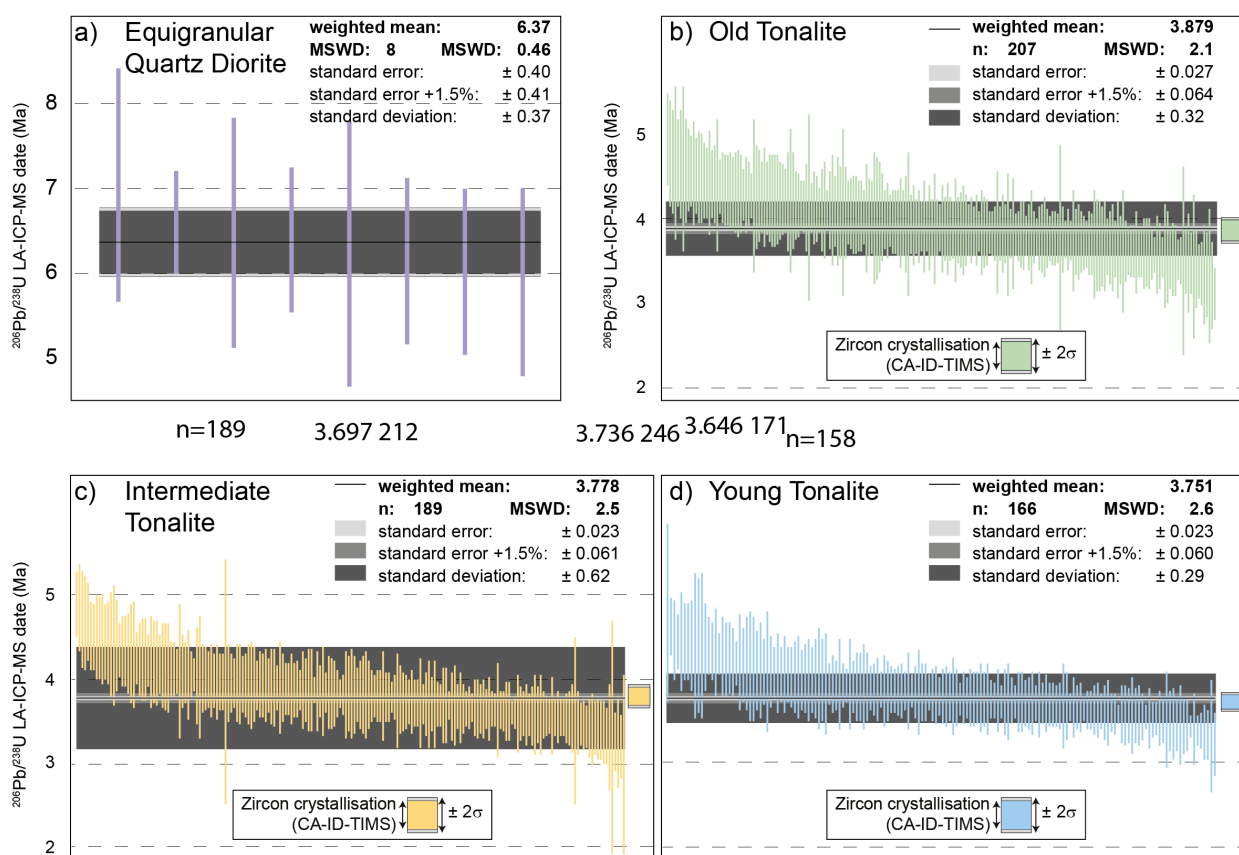 a) Equigranular
Quartz Diorite
weighted mean: 6.37
MSWD: 8 MSWD: 0.46
standard error: ± 0.40
standard error +1.5%: ± 0.41
standard deviation: ± 0.37
8
7
6
5
206Pb/238U LA-ICP-MS date (Ma)
b) Old Tonalite
weighted mean: 3.879
n: 207 MSWD: 2.1
standard error: ± 0.027
standard error +1.5%: ± 0.064
standard deviation: ± 0.32
5
4
3
2
206Pb/238U LA-ICP-MS date (Ma)
Zircon crystallisation
(CA-ID-TIMS)
± 2σ
n=189 3.697 212 3.736 246 3.646 171 n=158
c) Intermediate
Tonalite
weighted mean: 3.778
n: 189 MSWD: 2.5
standard error: ± 0.023
standard error +1.5%: ± 0.061
standard deviation: ± 0.62
5
4
3
2
206Pb/238U LA-ICP-MS date (Ma)
Zircon crystallisation
(CA-ID-TIMS)
± 2σ
d) Young Tonalite
weighted mean: 3.751
n: 166 MSWD: 2.6
standard error: ± 0.023
standard error +1.5%: ± 0.060
standard deviation: ± 0.29
Zircon crystallisation
(CA-ID-TIMS)
± 2σ